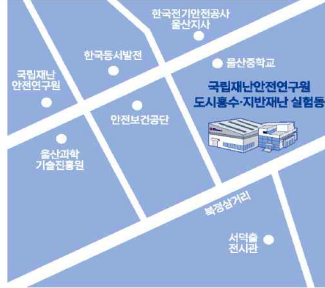 한국전기안전공사
울산지사
한국동서발전
울산중학교
국립재난
안전연구원
국립재난안전연구원
도시홍수·지반재난 실험동
안전보건공단
울산과학
기술진흥원
북정삼거리
서덕출
전시관